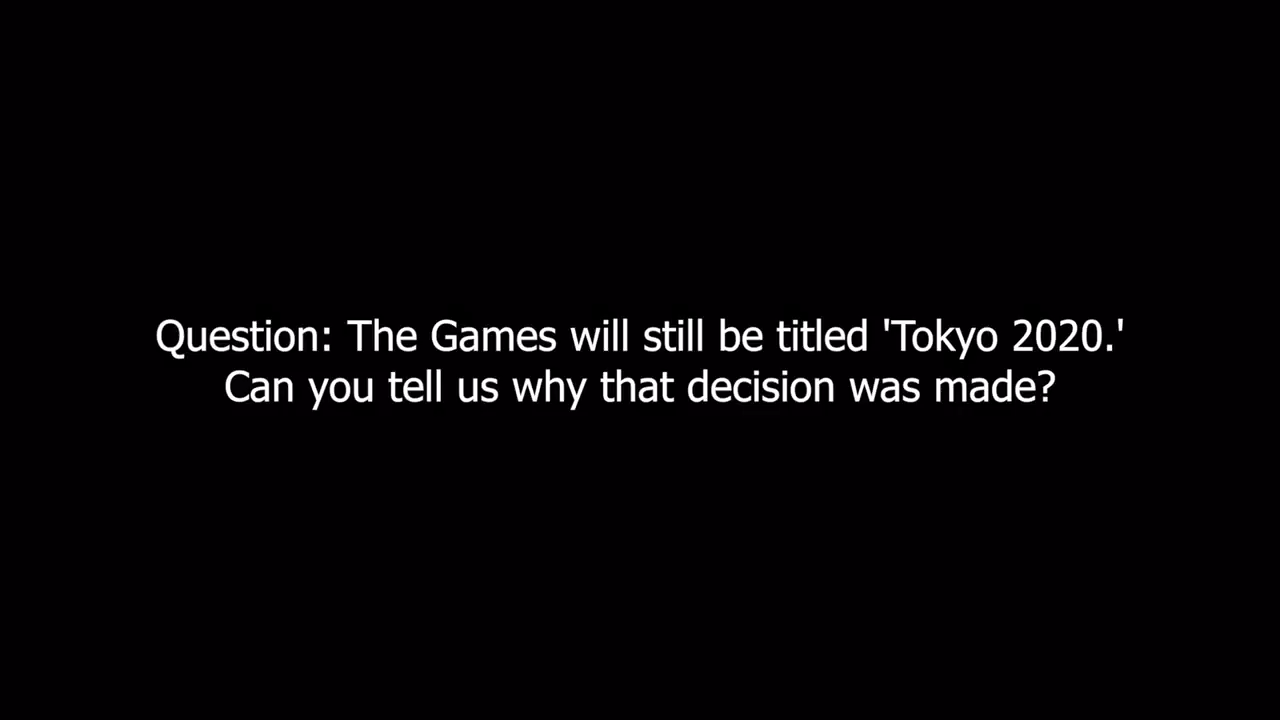 Question: The Games will still be titled 'Tokyo 2020.'
Can you tell us why that decision was made?